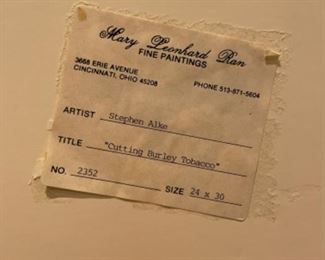 Mary Leonhard Ran
FINE PAINTINGS
3668 ERIE AVENUE
CINCINNATI, OHIO 45208
PHONE 513-871-5604
ARTIST Stephen Alke
TITLE "Cutting Burley Tobacco"
NO. 2352 SIZE 24 x 30